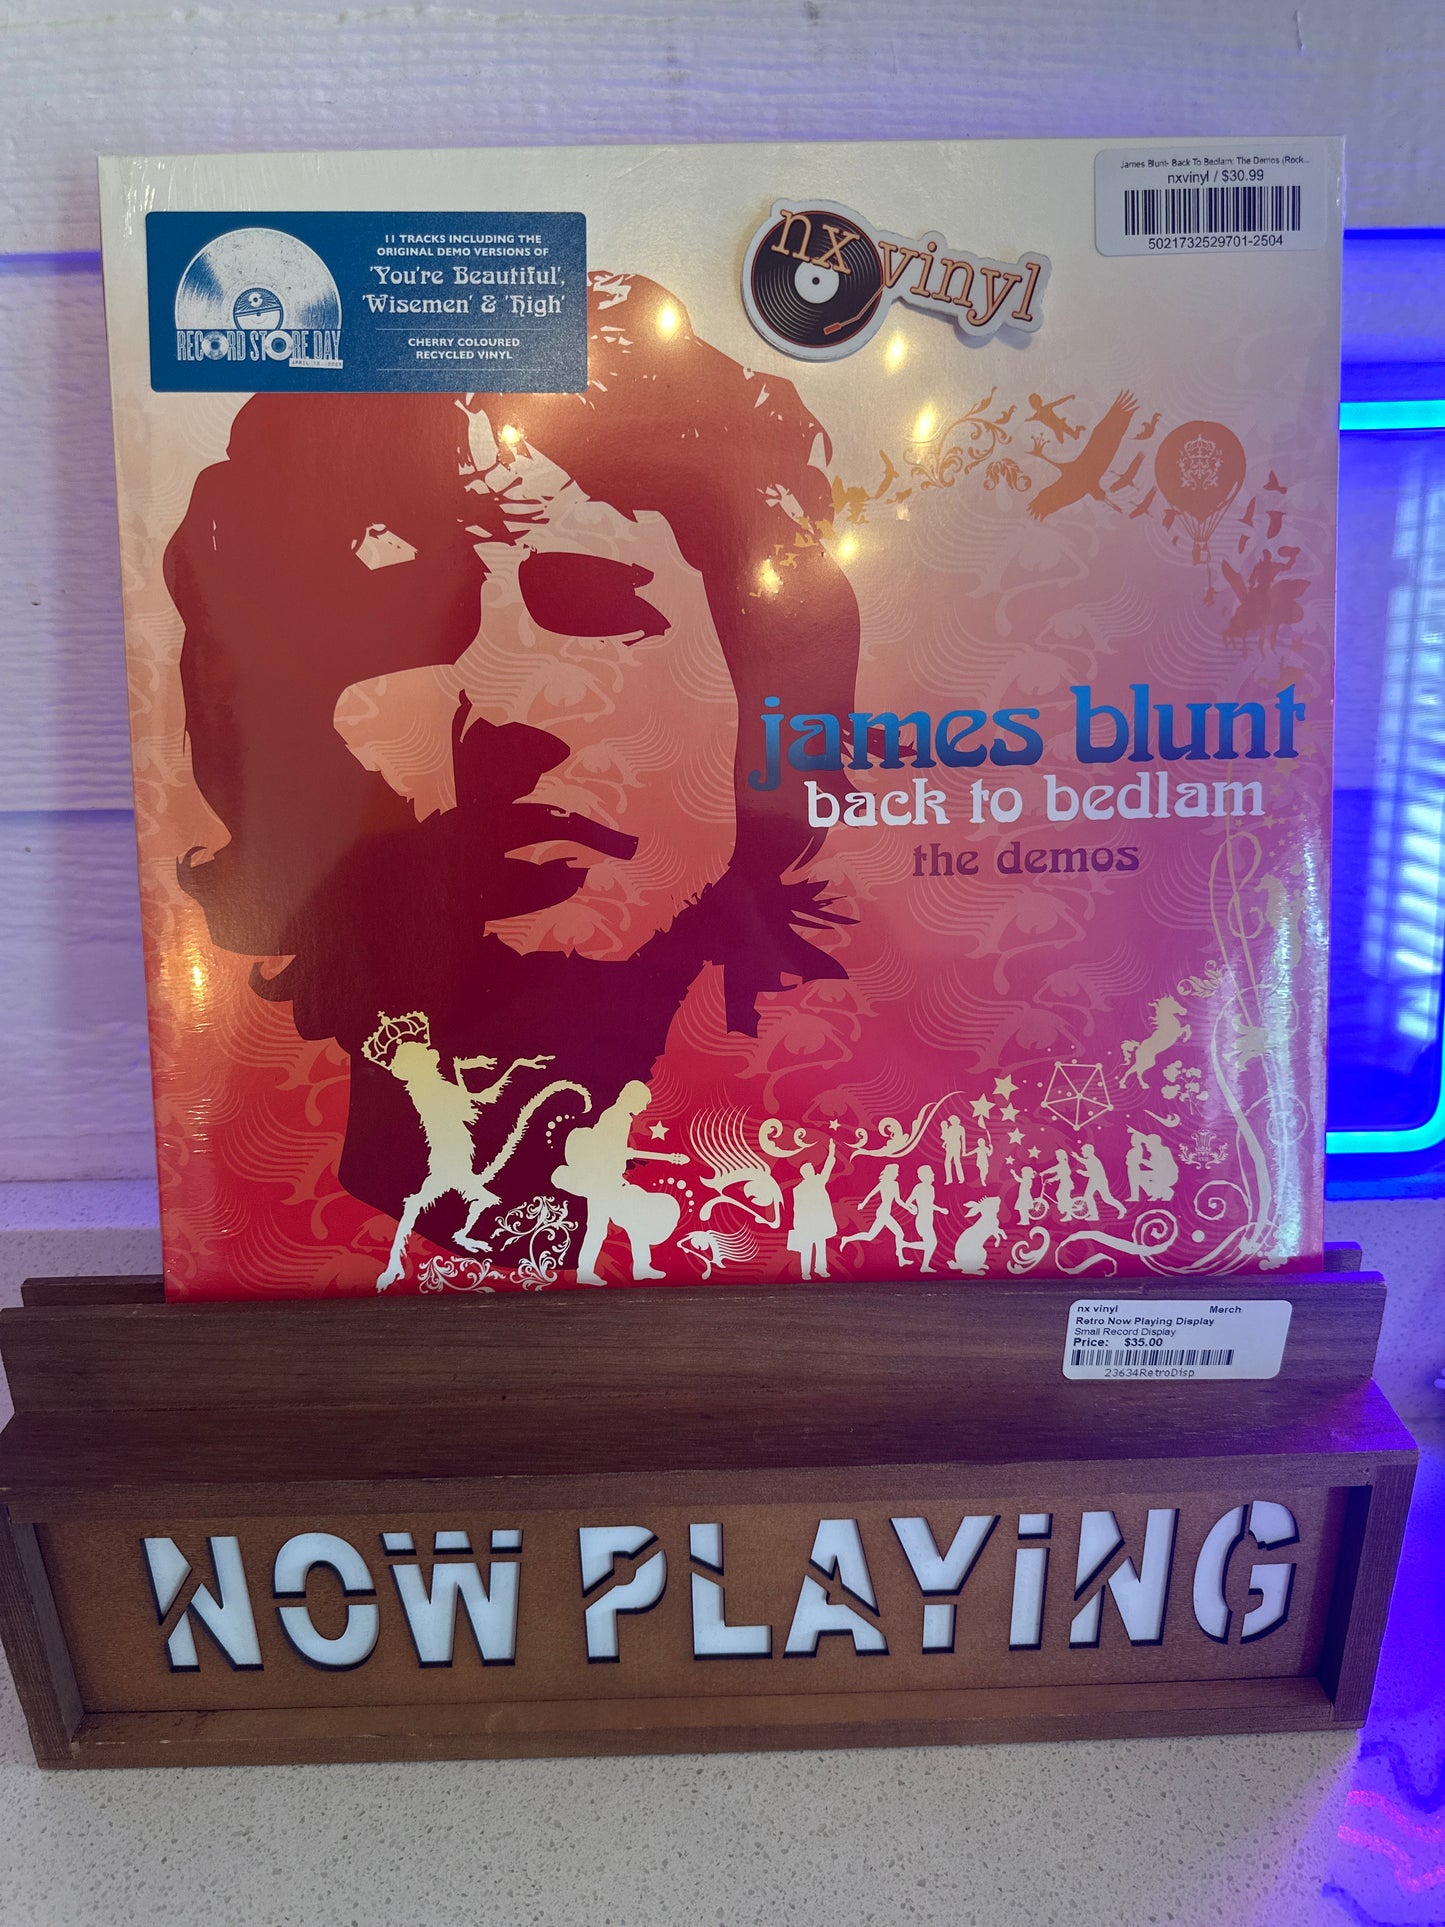 James Blunt- Back To Bedlam: The Demos (Rock...
nxvinyl / $30.99
5021732529701-2504
11 TRACKS INCLUDING THE
ORIGINAL DEMO VERSIONS OF
'You're Beautiful',
'Wisemen' & 'High'
CHERRY COLOURED
RECYCLED VINYL
RECORD STORE DAY
nx vinyl
james blunt
back to bedlam
the demos
nx vinyl Merch
Retro Now Playing Display
Small Record Display
Price: $35.00
23634RetroDisp
NOW PLAYING